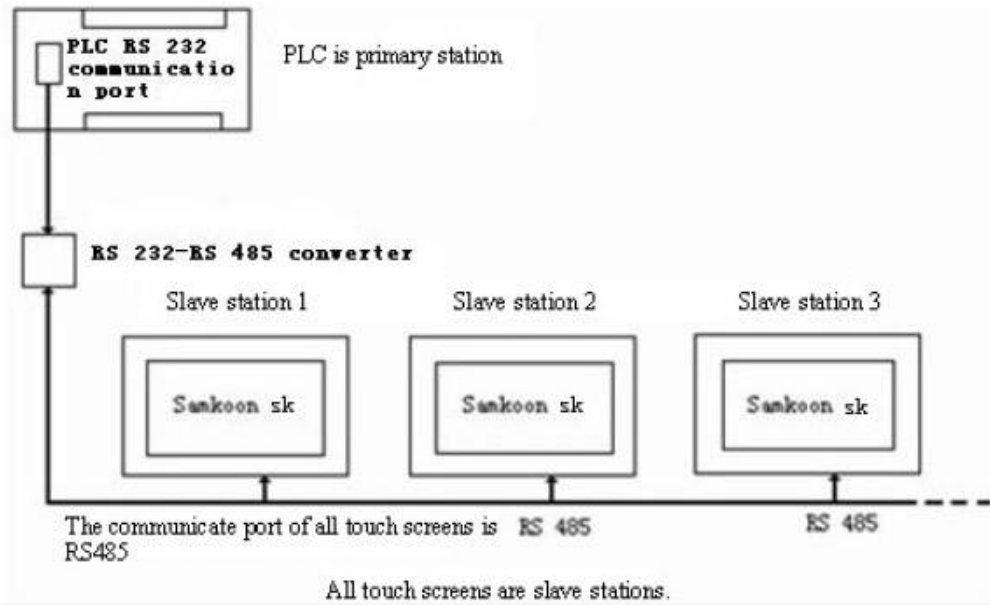 PLC RS 232
communicatio
n port
PLC is primary station
RS 232-RS 485 converter
Slave station 1
Slave station 2
Slave station 3
Samkoon sk
Samkoon sk
Samkoon sk
The communicate port of all touch screens is
RS485
RS 485
RS 485
All touch screens are slave stations.